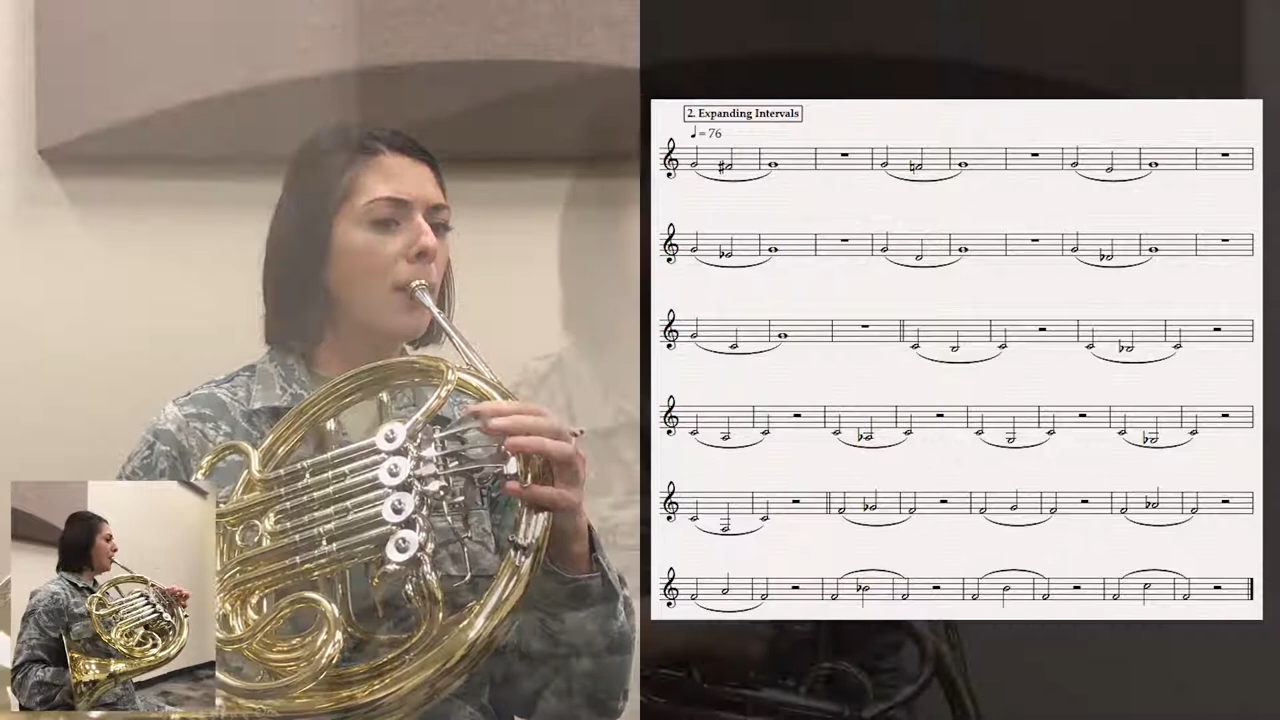 2. Expanding Intervals
♩= 76